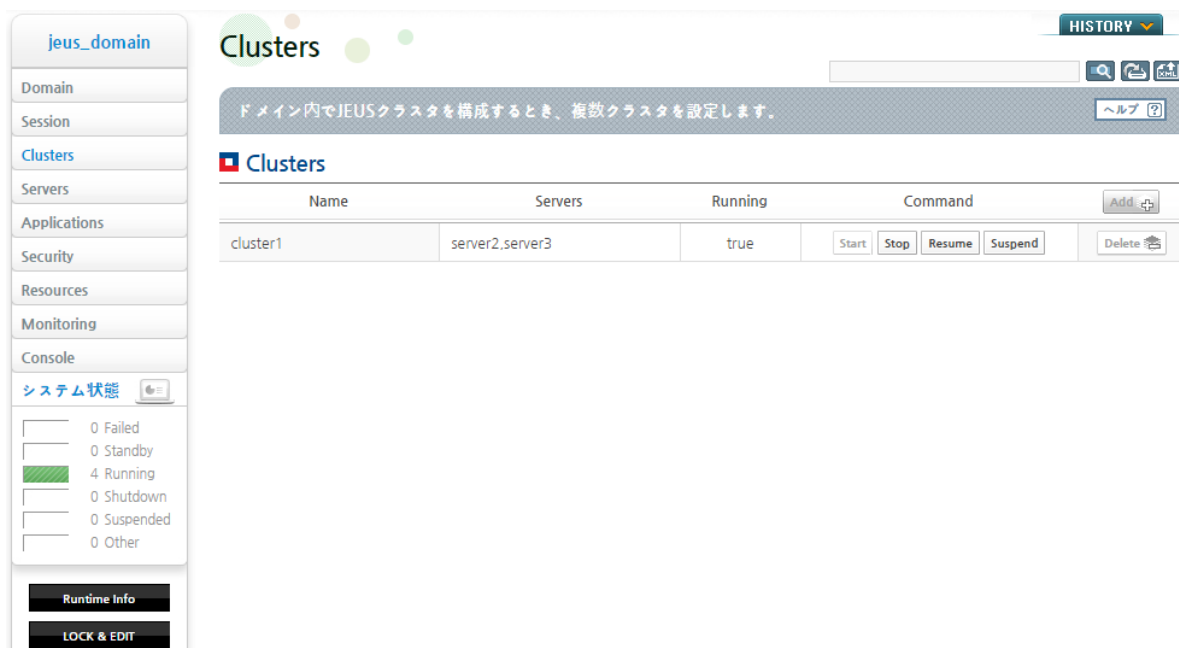 jeus_domain
Domain
Session
Clusters
Servers
Applications
Security
Resources
Monitoring
Console
システム状態
0 Failed
0 Standby
4 Running
0 Shutdown
0 Suspended
0 Other
Runtime Info
LOCK & EDIT
HISTORY
Clusters
XML
ドメイン内でJEUSクラスタを構成するとき、複数クラスタを設定します。
ヘルプ ?
Clusters
Name Servers Running Command Add
cluster1 server2,server3 true Start Stop Resume Suspend Delete